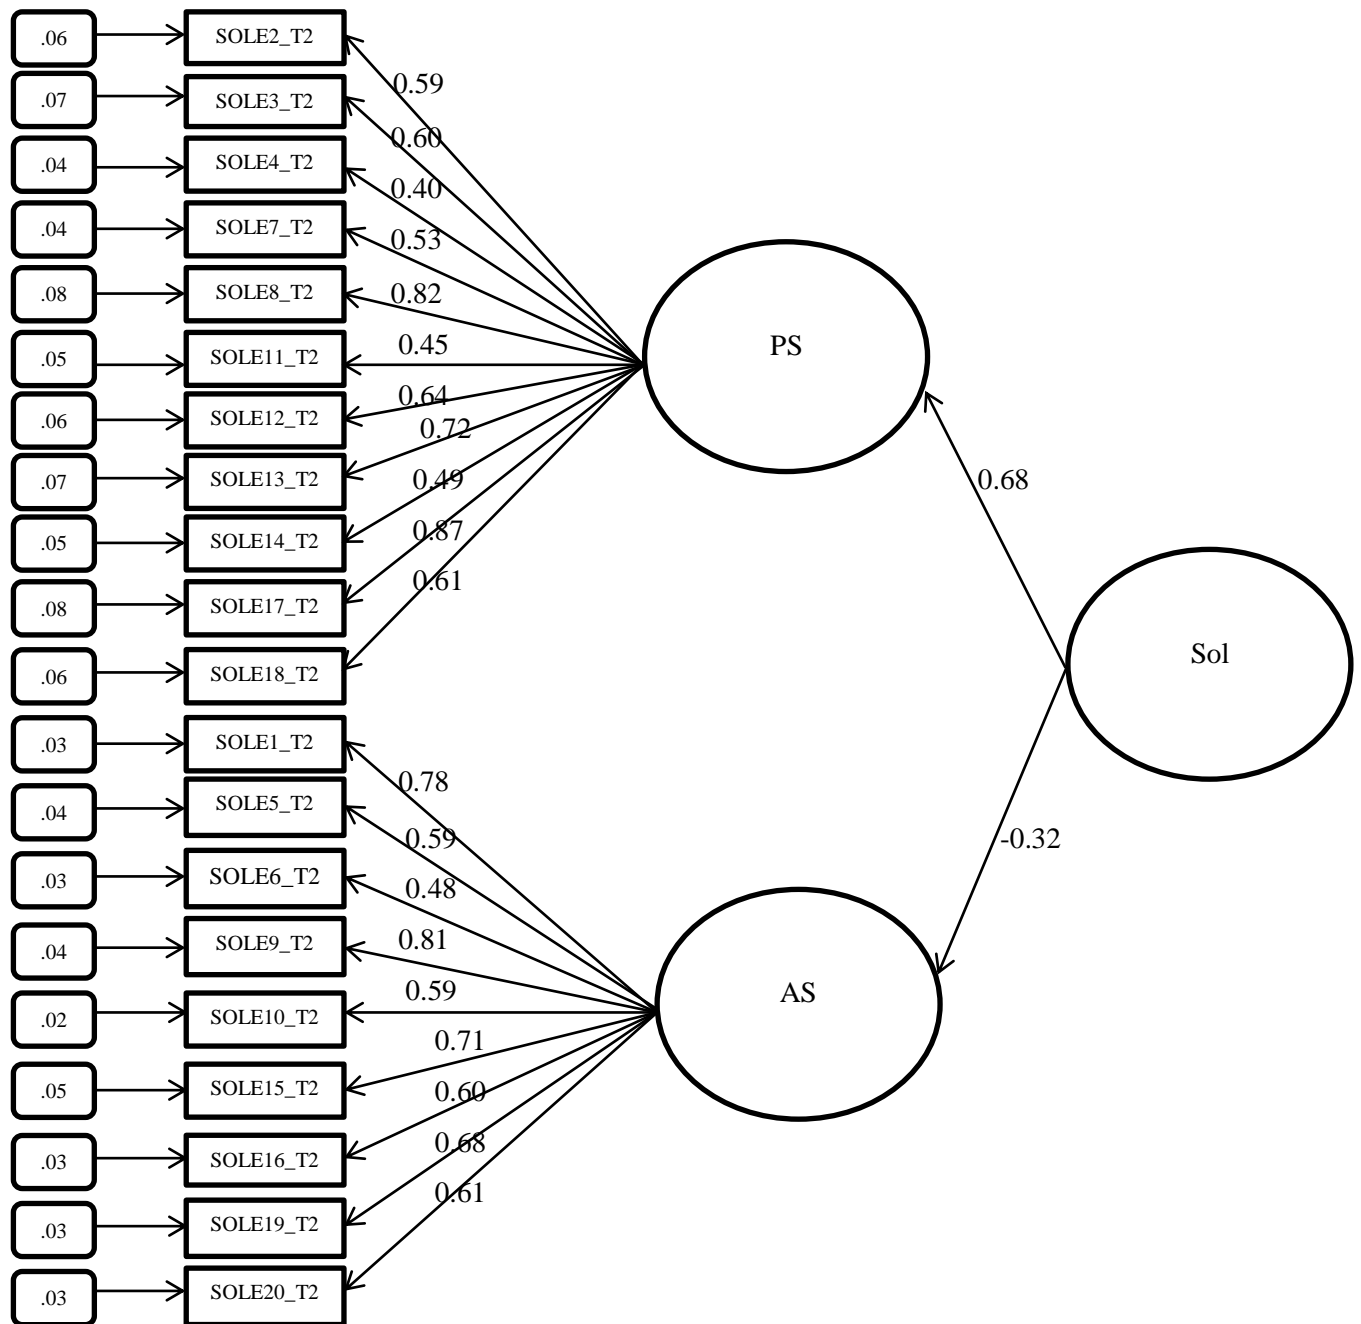 .06 SOLE2_T2
0.59
.07 SOLE3_T2
0.60
.04 SOLE4_T2
0.40
.04 SOLE7_T2
0.53
.08 SOLE8_T2
0.82
.05 SOLE11_T2
0.45
PS
.06 SOLE12_T2
0.64
0.72
.07 SOLE13_T2
0.49
0.68
.05 SOLE14_T2
0.87
0.61
.08 SOLE17_T2
.06 SOLE18_T2
Sol
.03 SOLE1_T2
0.78
.04 SOLE5_T2
0.59
-0.32
.03 SOLE6_T2
0.48
.04 SOLE9_T2
0.81
0.59
AS
.02 SOLE10_T2
0.71
.05 SOLE15_T2
0.60
.03 SOLE16_T2
0.68
0.61
.03 SOLE19_T2
.03 SOLE20_T2